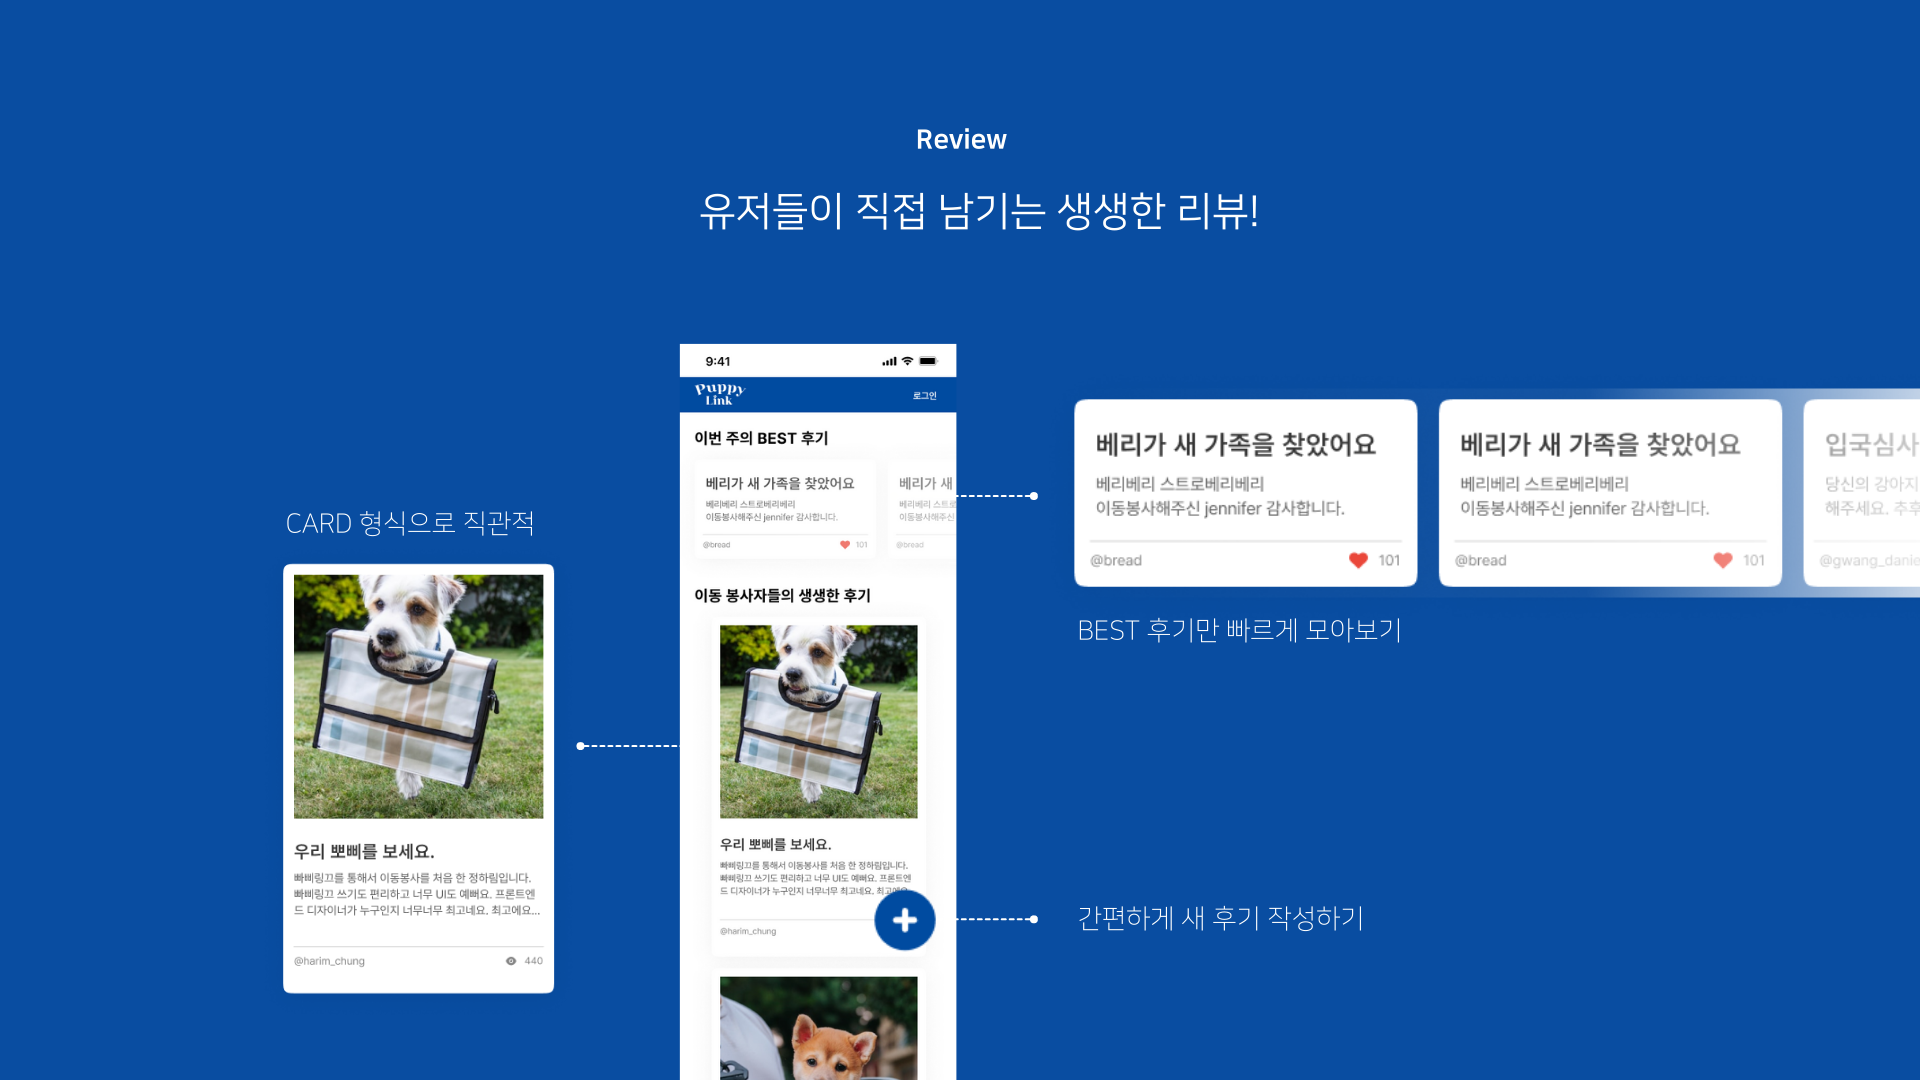 Review
유저들이 직접 남기는 생생한 리뷰!
CARD 형식으로 직관적
우리 뽀삐를 보세요.
빠삐링끄를 통해서 이동봉사를 처음 한 정하림입니다.
빠삐링끄 쓰기도 편리하고 너무 UI도 예뻐요. 프론트엔
드 디자이너가 누구인지 너무너무 최고네요. 최고에요...
@harim_chung
440
9:41
Puppy
Link
로그인
이번 주의 BEST 후기
베리가 새 가족을 찾았어요
베리베리 스트로베리베리
이동봉사해주신 jennifer 감사합니다.
@bread
101
베리가 새
베리베리 스트로
이동봉사해주신
@bread
이동 봉사자들의 생생한 후기
우리 뽀삐를 보세요.
빠삐링끄를 통해서 이동봉사를 처음 한 정하림입니다.
빠삐링끄 쓰기도 편리하고 너무 UI도 예뻐요. 프론트엔
드 디자이너가 누구인지 너무너무 최고네요. 최고에요
@harim_chung
베리가 새 가족을 찾았어요
베리베리 스트로베리베리
이동봉사해주신 jennifer 감사합니다.
@bread
101
베리가 새 가족을 찾았어요
베리베리 스트로베리베리
이동봉사해주신 jennifer 감사합니다.
@bread
101
입국심사
당신의 강아지
해주세요. 추후
@gwang_danie
BEST 후기만 빠르게 모아보기
간편하게 새 후기 작성하기